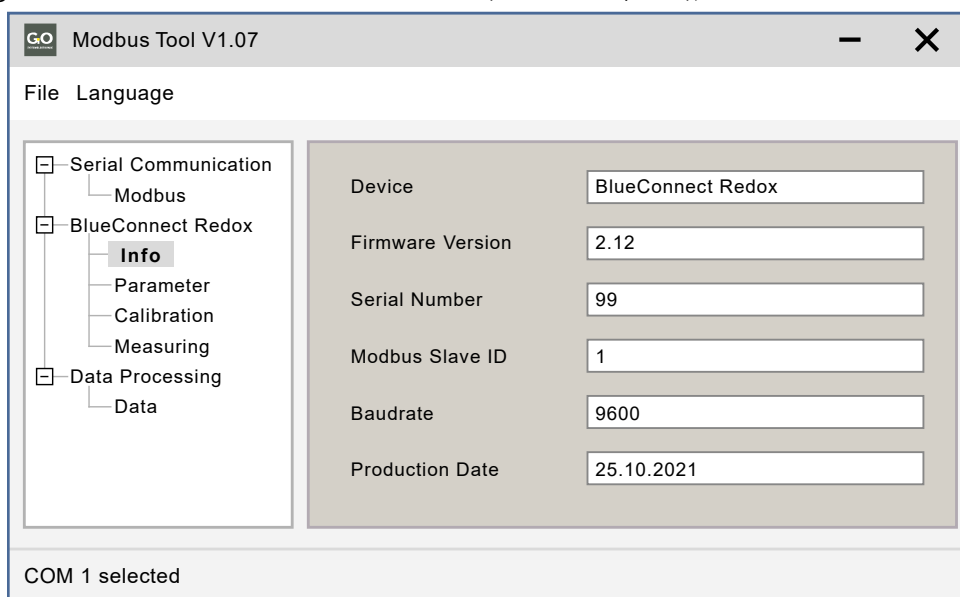 GO
Modbus Tool V1.07
File Language
Serial Communication
Modbus
BlueConnect Redox
Info
Parameter
Calibration
Measuring
Data Processing
Data
Device BlueConnect Redox
Firmware Version 2.12
Serial Number 99
Modbus Slave ID 1
Baudrate 9600
Production Date 25.10.2021
COM 1 selected